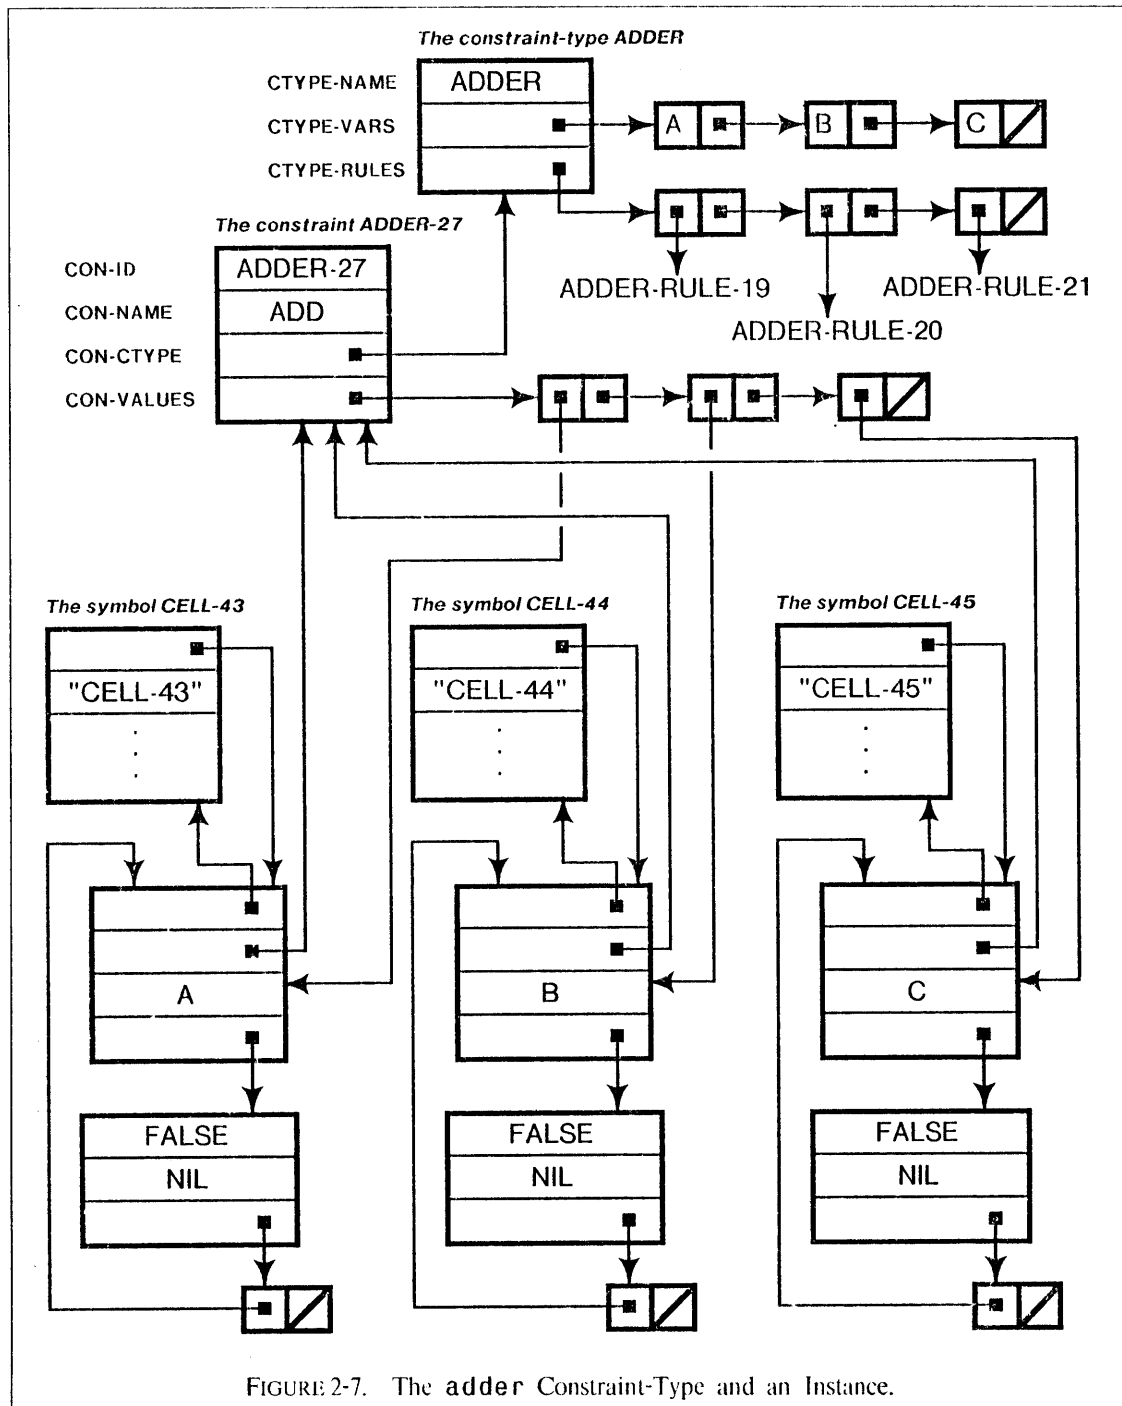 The constraint-type ADDER
CTYPE-NAME ADDER
CTYPE-VARS A B C
CTYPE-RULES
The constraint ADDER-27
CON-ID ADDER-27 ADDER-RULE-19 ADDER-RULE-21
CON-NAME ADD ADDER-RULE-20
CON-CTYPE
CON-VALUES
The symbol CELL-43 The symbol CELL-44 The symbol CELL-45
"CELL-43" "CELL-44" "CELL-45"
A B C
FALSE FALSE FALSE
NIL NIL NIL
FIGURE 2-7. The adder Constraint-Type and an Instance.